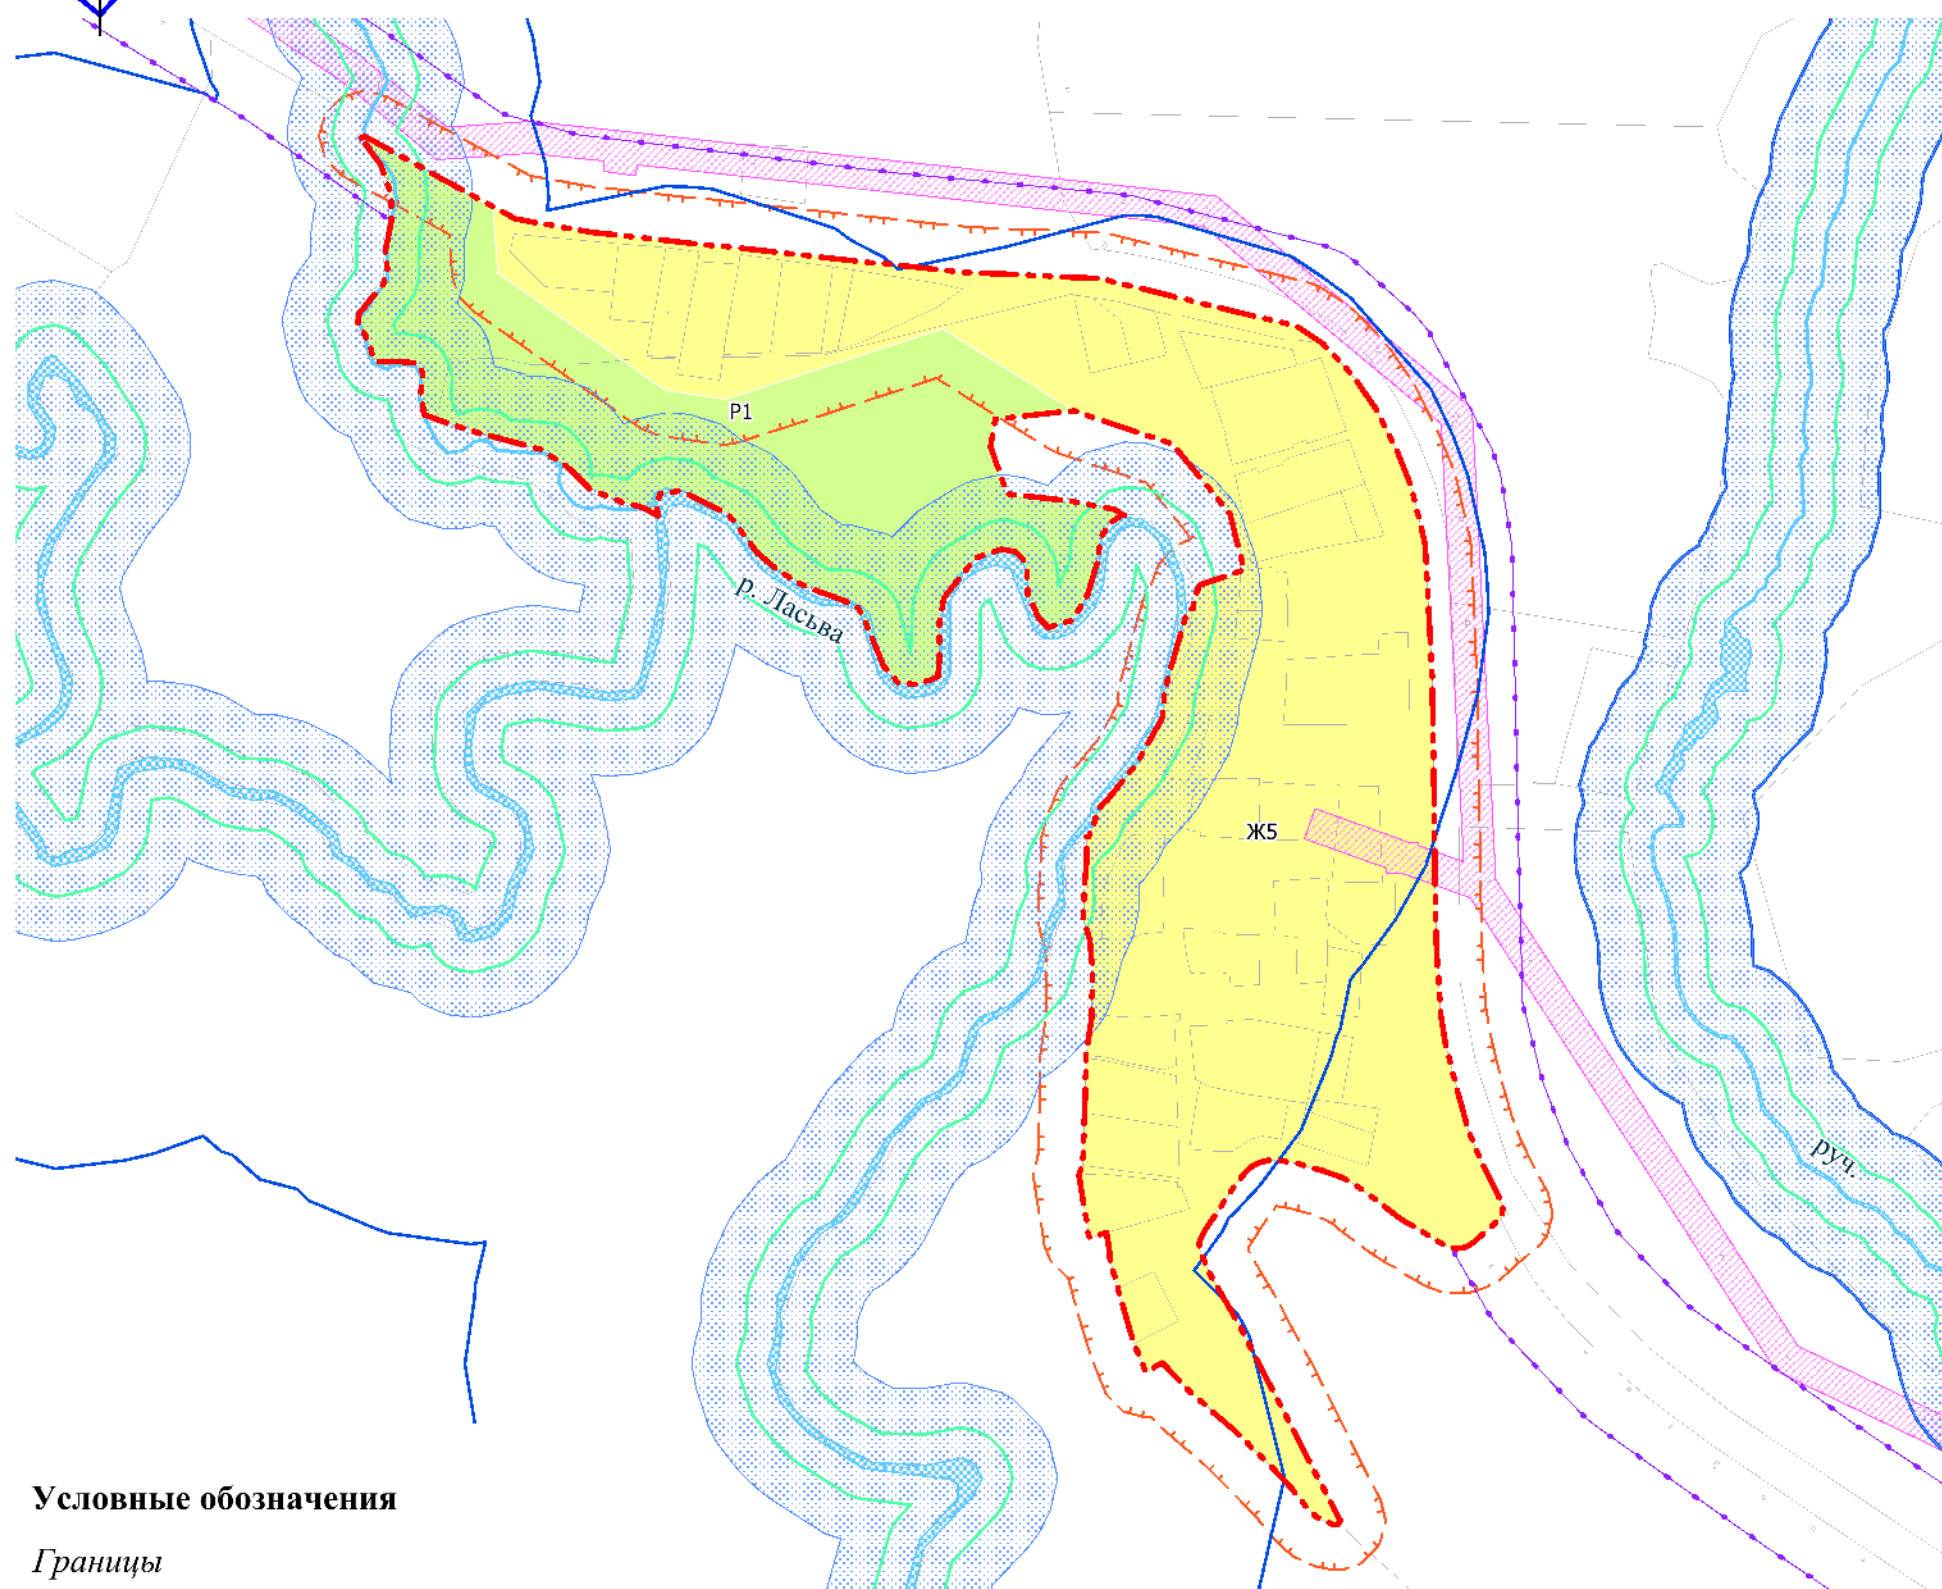 Р1
р. Ласьва
Ж5
руч.
Условные обозначения
Границы